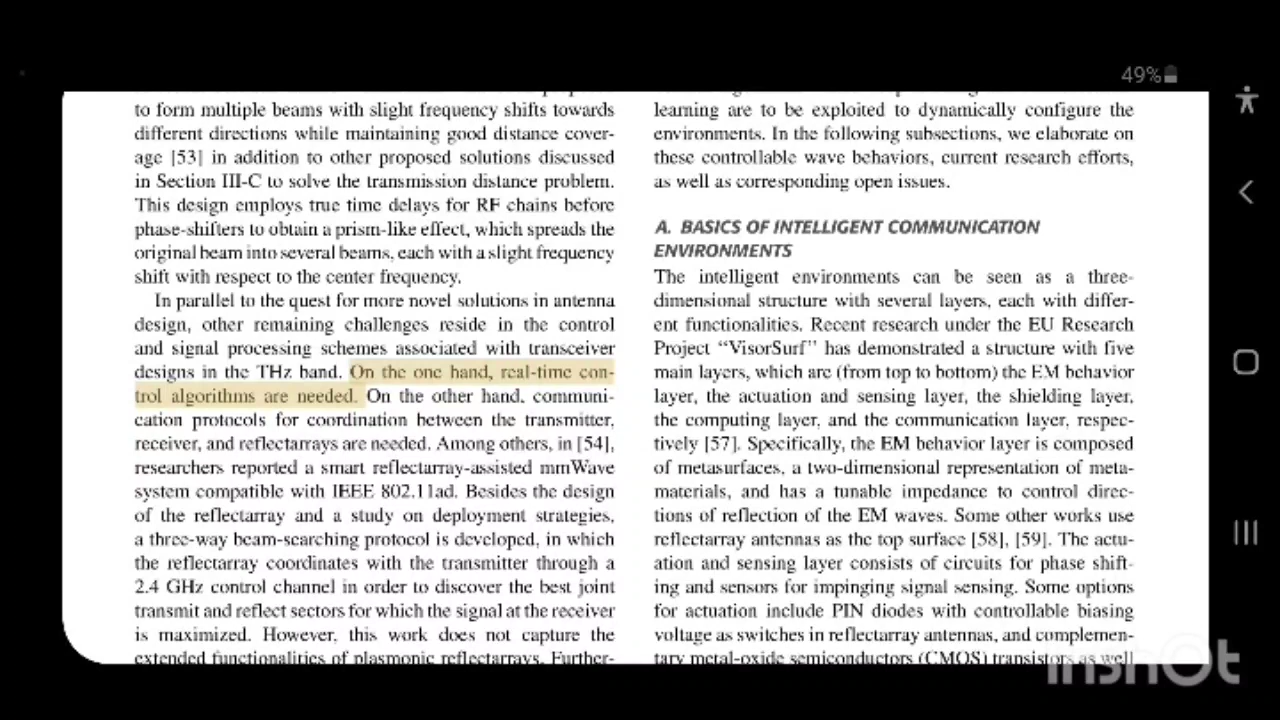 49%
to form multiple beams with slight frequency shifts towards
different directions while maintaining good distance cover-
age [53] in addition to other proposed solutions discussed
in Section III-C to solve the transmission distance problem.
This design employs true time delays for RF chains before
phase-shifters to obtain a prism-like effect, which spreads the
original beam into several beams, each with a slight frequency
shift with respect to the center frequency.
In parallel to the quest for more novel solutions in antenna
design, other remaining challenges reside in the control
and signal processing schemes associated with transceiver
designs in the THz band. On the one hand, real-time con-
trol algorithms are needed. On the other hand, communi-
cation protocols for coordination between the transmitter,
receiver, and reflectarrays are needed. Among others, in [54],
researchers reported a smart reflectarray-assisted mmWave
system compatible with IEEE 802.11ad. Besides the design
of the reflectarray and a study on deployment strategies,
a three-way beam-searching protocol is developed, in which
the reflectarray coordinates with the transmitter through a
2.4 GHz control channel in order to discover the best joint
transmit and reflect sectors for which the signal at the receiver
is maximized. However, this work does not capture the
extended functionalities of plasmonic reflectarrays. Further-
learning are to be exploited to dynamically configure the
environments. In the following subsections, we elaborate on
these controllable wave behaviors, current research efforts,
as well as corresponding open issues.
A. BASICS OF INTELLIGENT COMMUNICATION
ENVIRONMENTS
The intelligent environments can be seen as a three-
dimensional structure with several layers, each with differ-
ent functionalities. Recent research under the EU Research
Project “VisorSurf” has demonstrated a structure with five
main layers, which are (from top to bottom) the EM behavior
layer, the actuation and sensing layer, the shielding layer,
the computing layer, and the communication layer, respec-
tively [57]. Specifically, the EM behavior layer is composed
of metasurfaces, a two-dimensional representation of meta-
materials, and has a tunable impedance to control direc-
tions of reflection of the EM waves. Some other works use
reflectarray antennas as the top surface [58], [59]. The actu-
ation and sensing layer consists of circuits for phase shift-
ing and sensors for impinging signal sensing. Some options
for actuation include PIN diodes with controllable biasing
voltage as switches in reflectarray antennas, and complemen-
tary metal-oxide semiconductors (CMOS) transistors as well
InShOt